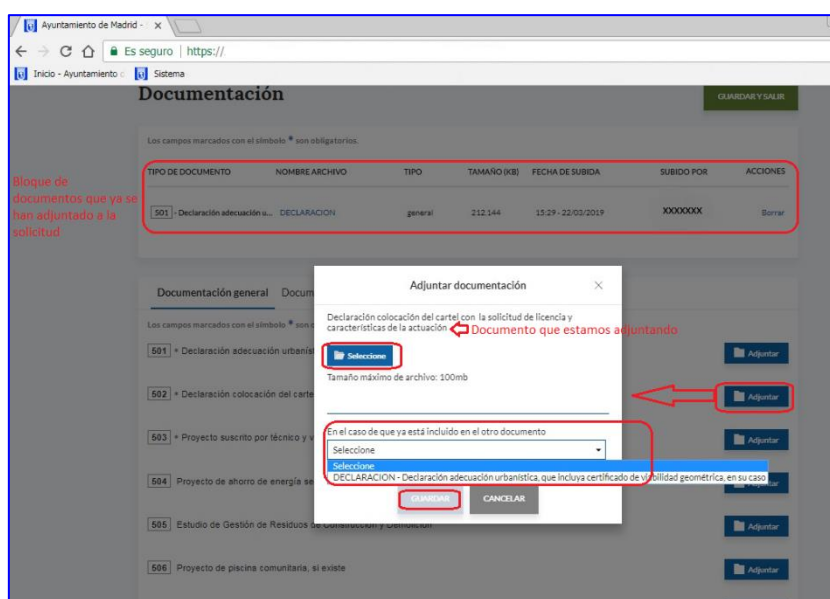 Ayuntamiento de Madrid -
Es seguro | https://
Inicio - Ayuntamiento d Sistema
Documentación
GUARDAR Y SALIR
Los campos marcados con el símbolo * son obligatorios.
TIPO DE DOCUMENTO NOMBRE ARCHIVO TIPO TAMAÑO (KB) FECHA DE SUBIDA SUBIDO POR ACCIONES
501 - Declaración adecuación u... DECLARACION general 212.144 15:29 - 22/03/2019 XXXXXXX Borrar
Bloque de
documentos que ya se
han adjuntado a la
solicitud
Documentación general Docum
Los campos marcados con el símbolo * son o
501 * Declaración adecuación urbaníst Adjuntar
502 * Declaración colocación del carte Adjuntar
503 * Proyecto suscrito por técnico y v Adjuntar
504 Proyecto de ahorro de energía se
505 Estudio de Gestión de Residuos de Construcción y Demolición Adjuntar
506 Proyecto de piscina comunitaria, si existe Adjuntar
Adjuntar documentación
Declaración colocación del cartel con la solicitud de licencia y
características de la actuación
Documento que estamos adjuntando
Seleccione
Tamaño máximo de archivo: 100mb
En el caso de que ya está incluido en el otro documento
Seleccione
Seleccione
DECLARACION - Declaración adecuación urbanística, que incluya certificado de viabilidad geométrica, en su caso
GUARDAR CANCELAR